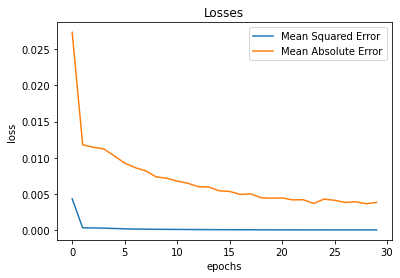 Losses
Mean Squared Error
Mean Absolute Error
0.025
0.020
0.015
0.010
0.005
0.000
loss
0 5 10 15 20 25 30
epochs